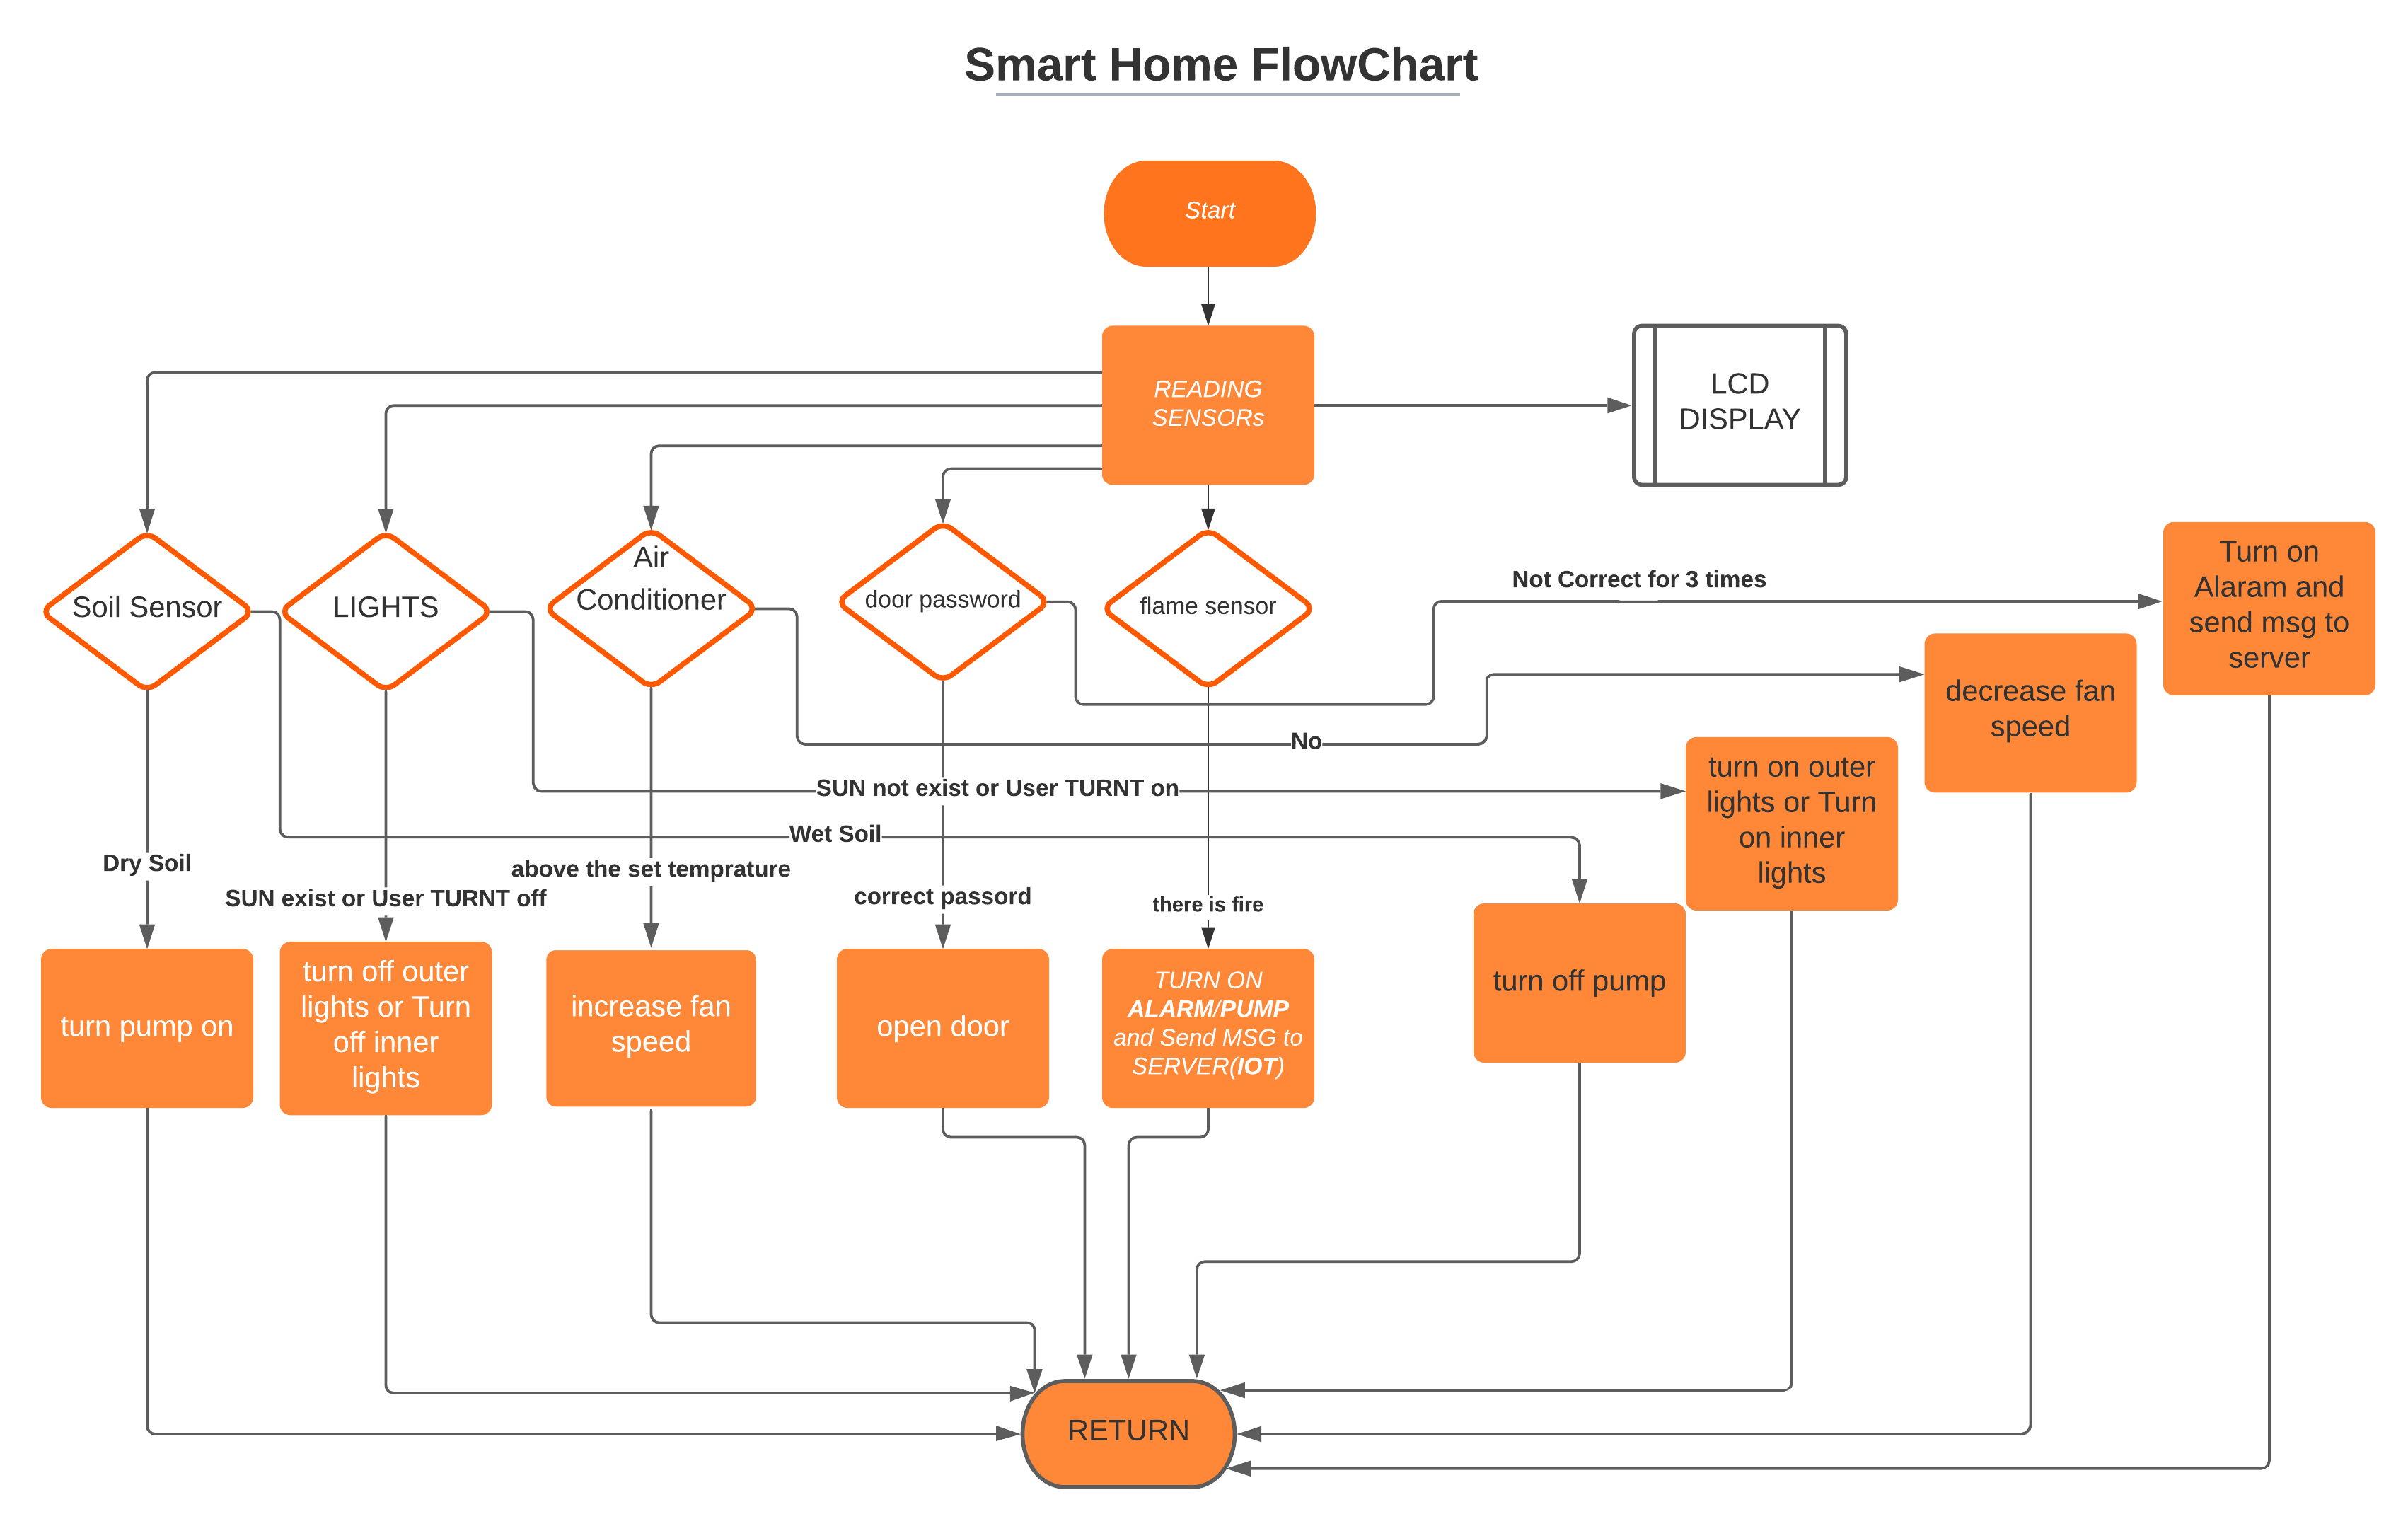 Smart Home FlowChart
Start
READING
SENSORs
LCD
DISPLAY
Soil Sensor
LIGHTS
Air
Conditioner
door password
flame sensor
Not Correct for 3 times
Turn on
Alaram and
send msg to
server
decrease fan
speed
No
SUN not exist or User TURNT on
turn on outer
lights or Turn
on inner
lights
Wet Soil
Dry Soil
above the set temprature
SUN exist or User TURNT off
correct passord
there is fire
turn pump on
turn off outer
lights or Turn
off inner
lights
increase fan
speed
open door
TURN ON
ALARM/PUMP
and Send MSG to
SERVER(IOT)
turn off pump
RETURN